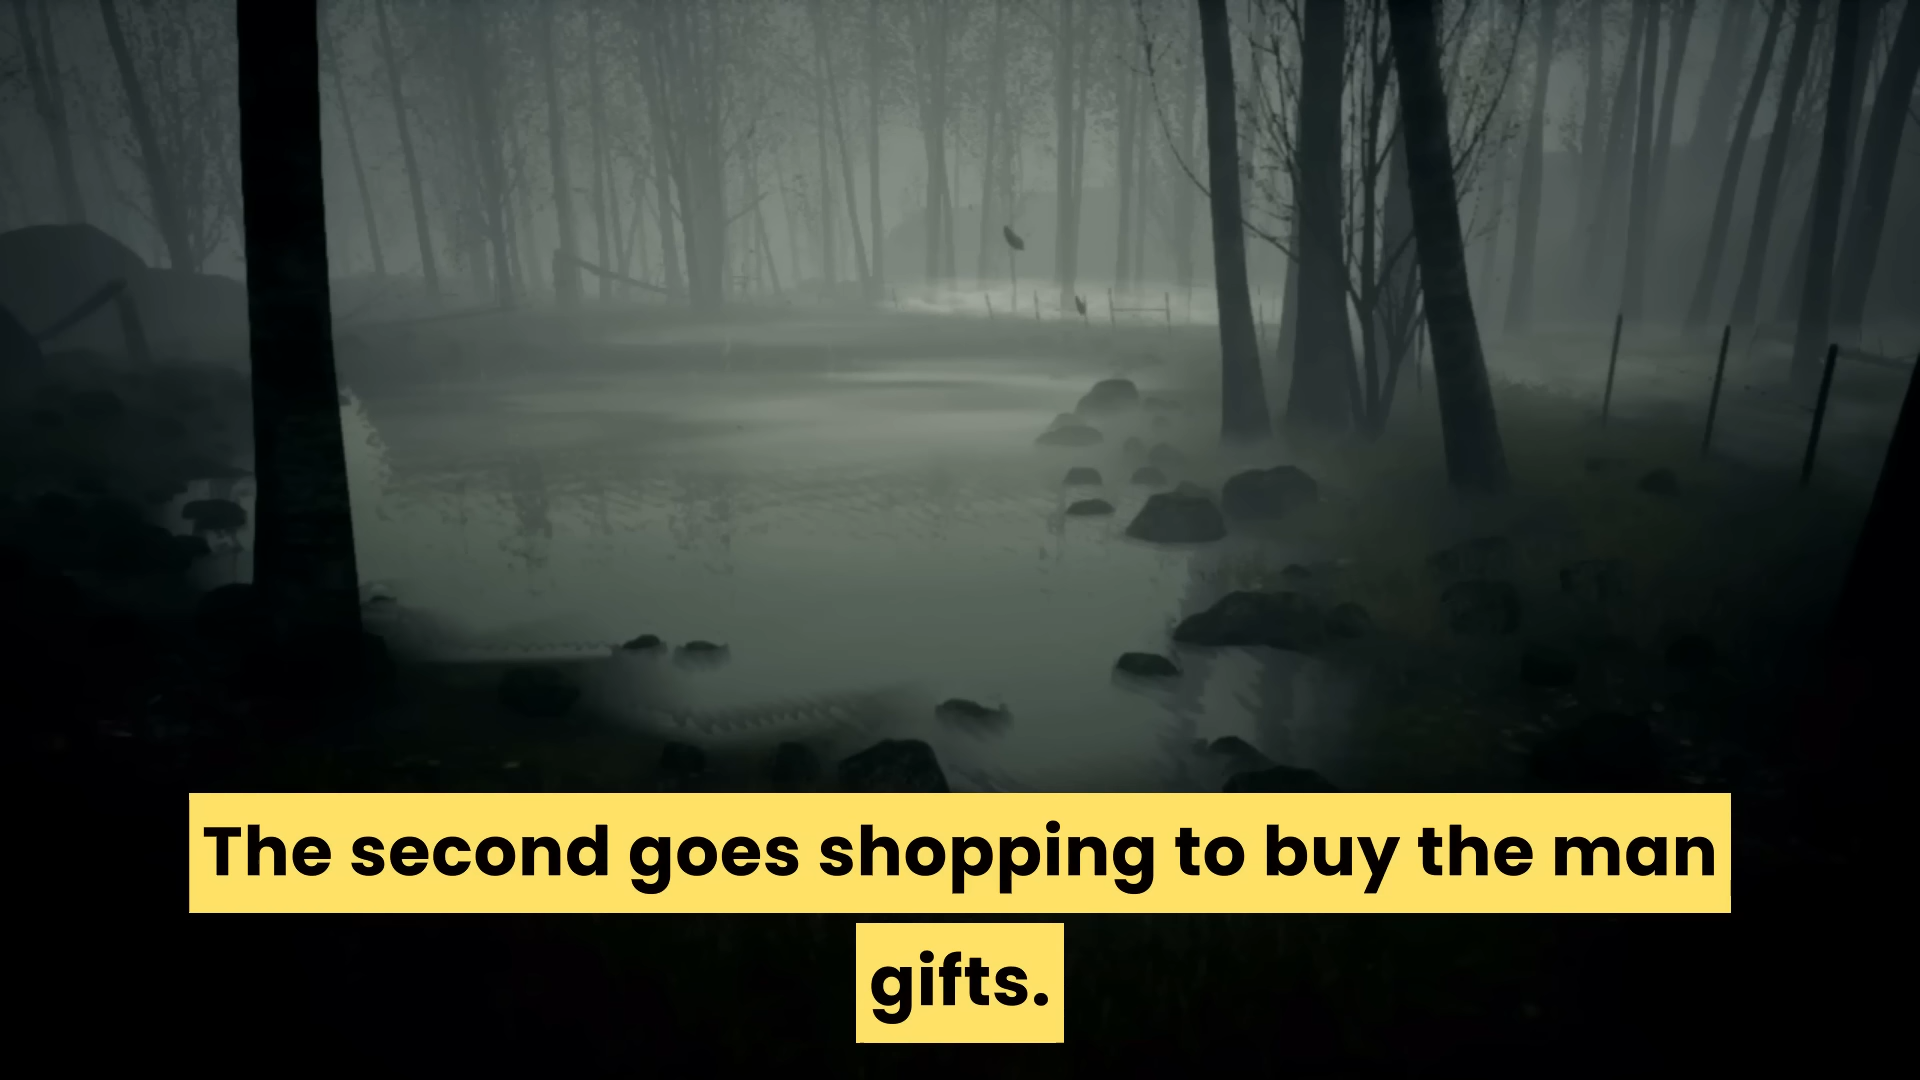 The second goes shopping to buy the man
gifts.